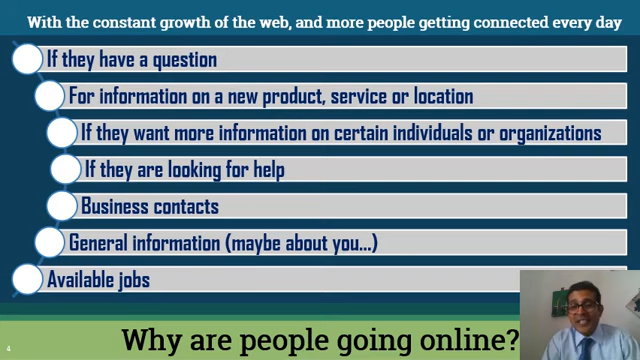 With the constant growth of the web, and more people getting connected every day
If they have a question
For information on a new product, service or location
If they want more information on certain individuals or organizations
If they are looking for help
Business contacts
General information (maybe about you...)
Available jobs
Why are people going online?
4